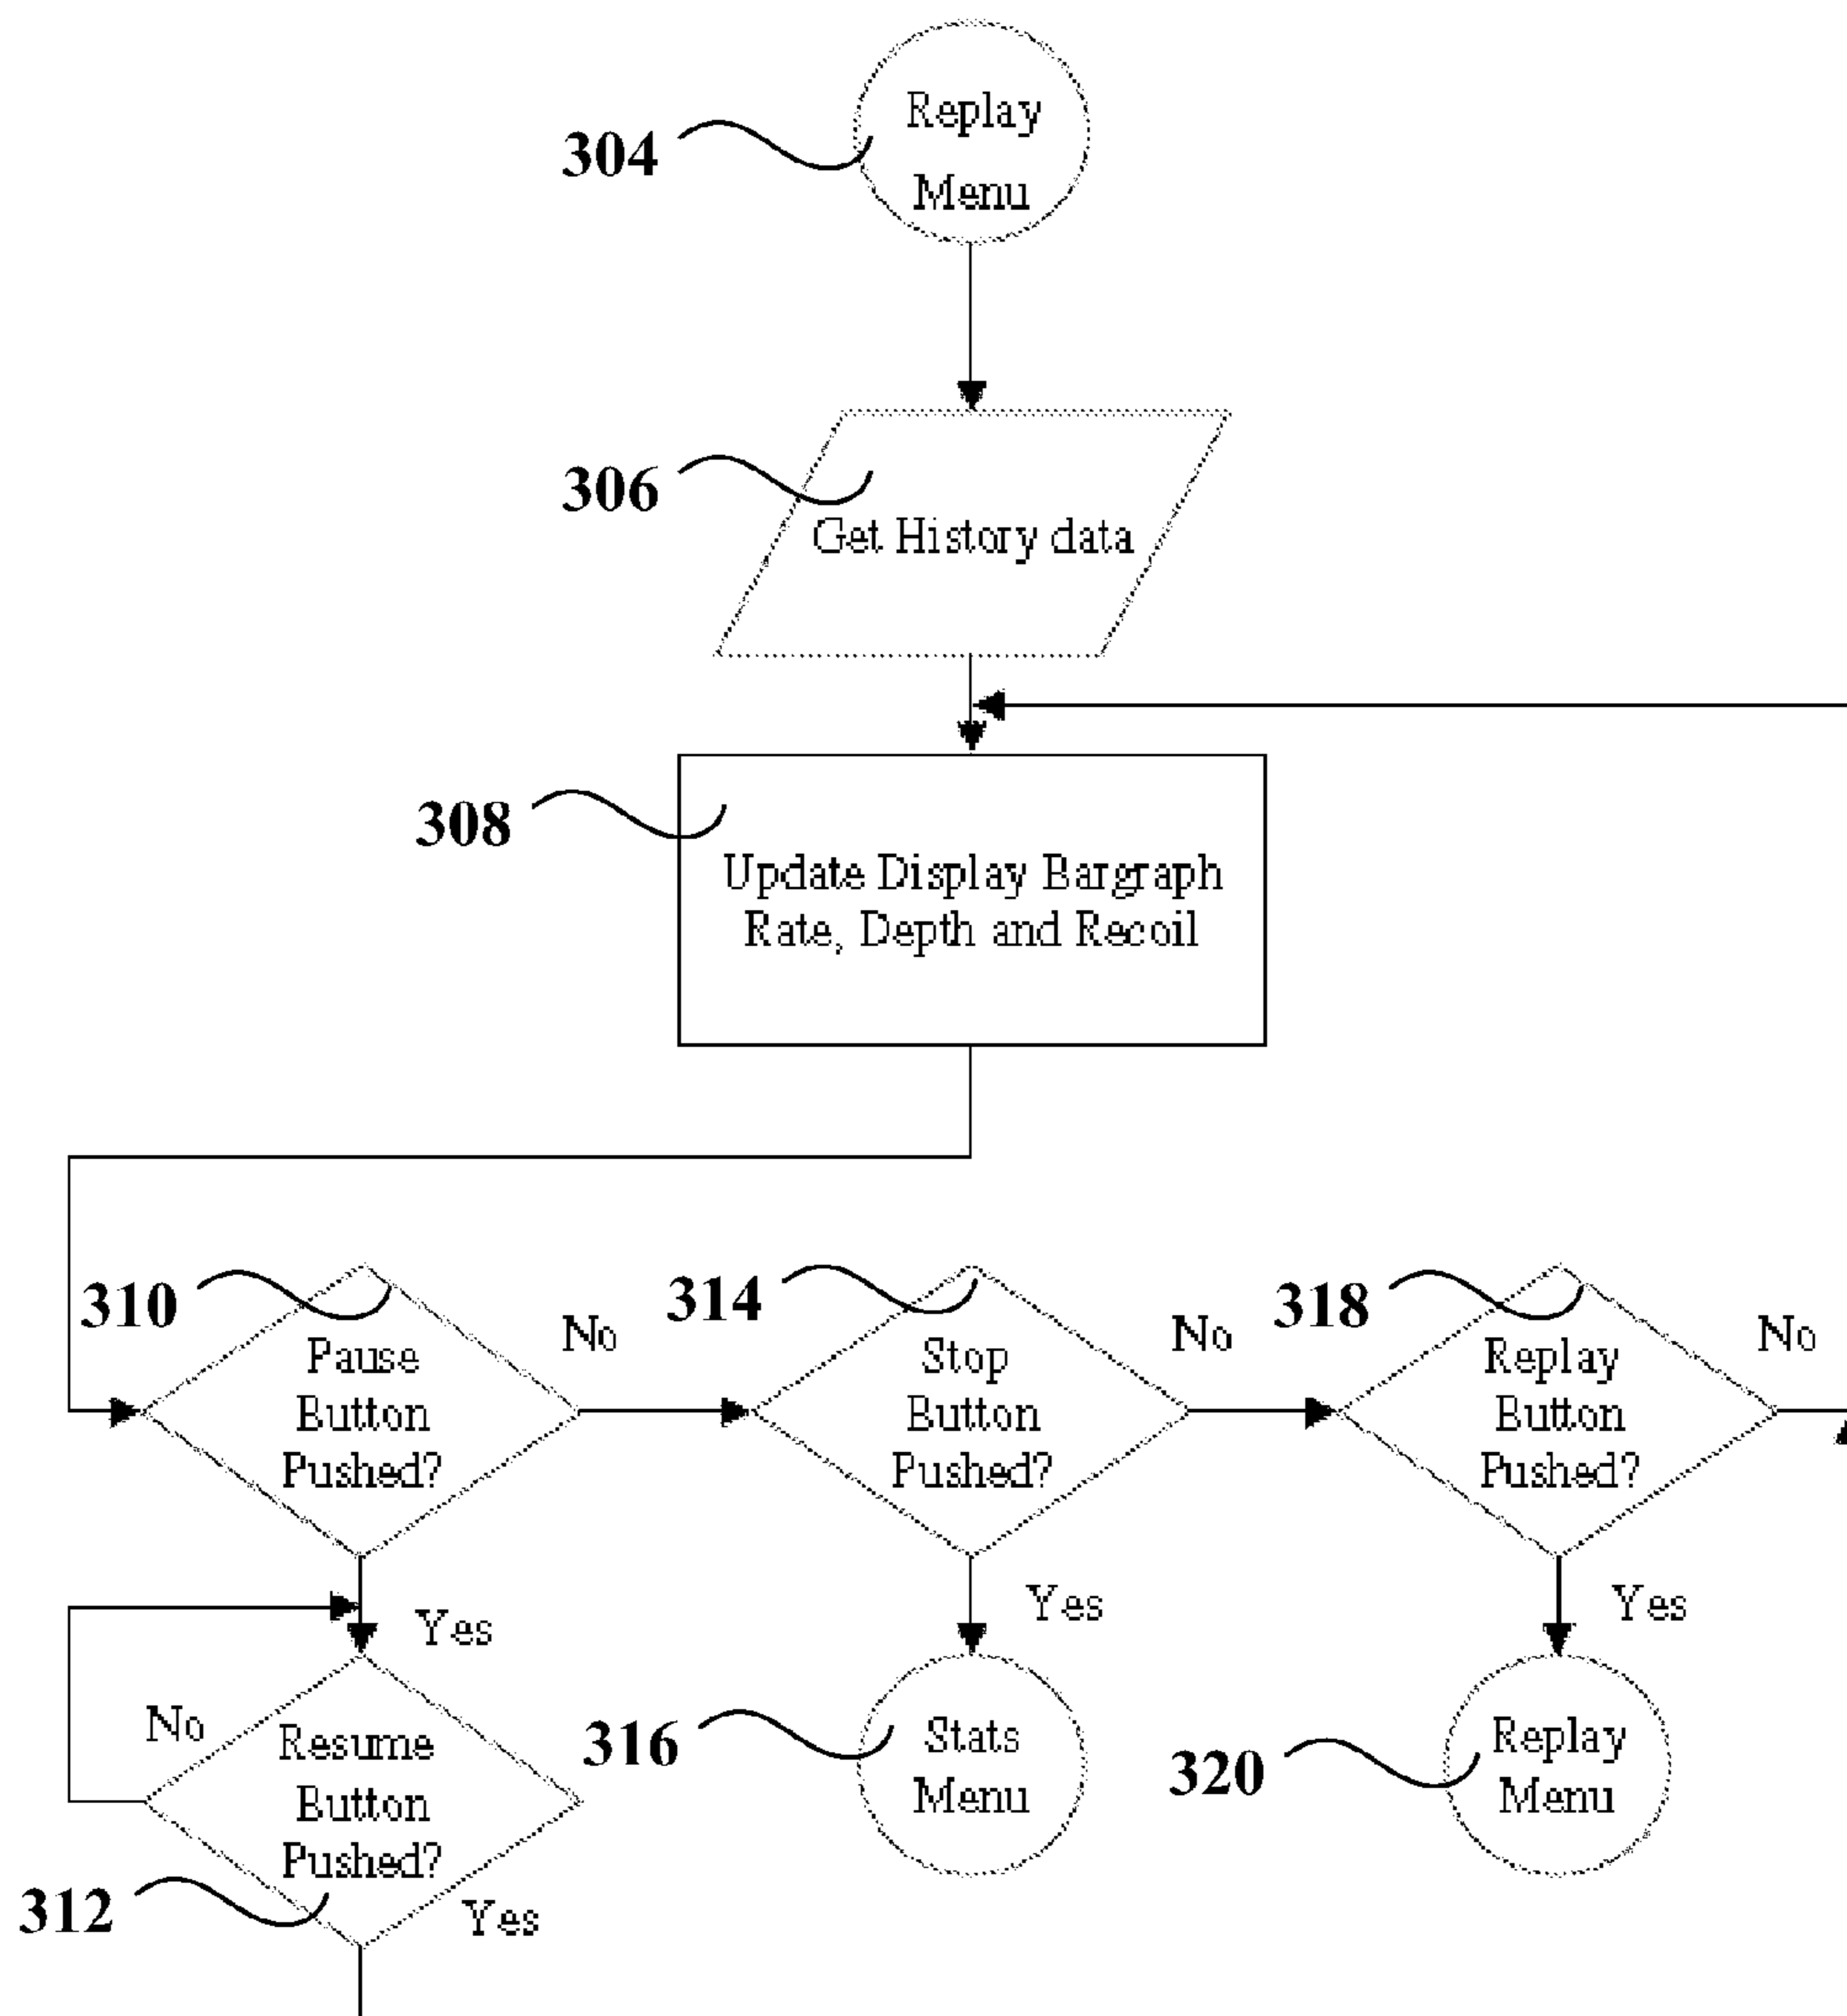 304
Replay
Menu
306
Get History data
308
Update Display Bargraph
Rate, Depth and Recoil
310
Pause
Button
Pushed?
No
314
Stop
Button
Pushed?
No
318
Replay
Button
Pushed?
No
Yes
Yes
Yes
No
Resume
Button
Pushed?
312
Yes
316
Stats
Menu
320
Replay
Menu